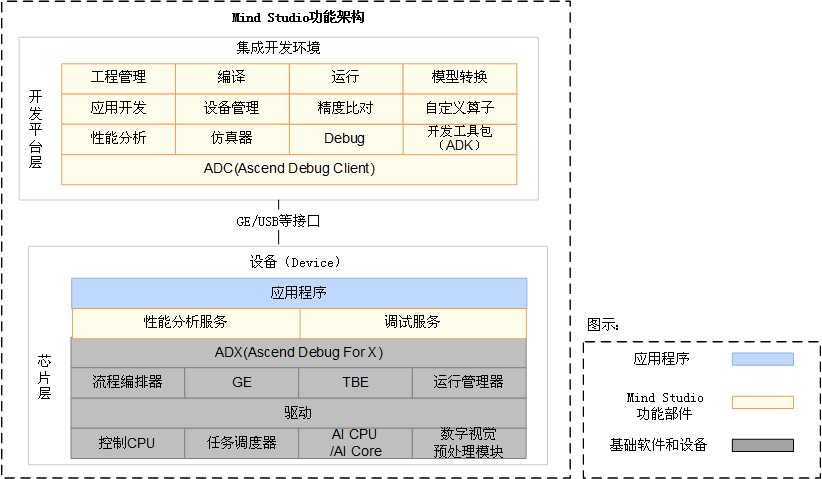 Mind Studio功能架构
集成开发环境
开发平台层
工程管理
编译
运行
模型转换
应用开发
设备管理
精度比对
自定义算子
性能分析
仿真器
Debug
开发工具包
（ADK）
ADC(Ascend Debug Client)
GE/USB等接口
设备（Device）
芯片层
应用程序
性能分析服务
调试服务
ADX(Ascend Debug For X)
流程编排器
GE
TBE
运行管理器
驱动
控制CPU
任务调度器
AI CPU
/AI Core
数字视觉
预处理模块
图示：
应用程序
Mind Studio
功能部件
基础软件和设备